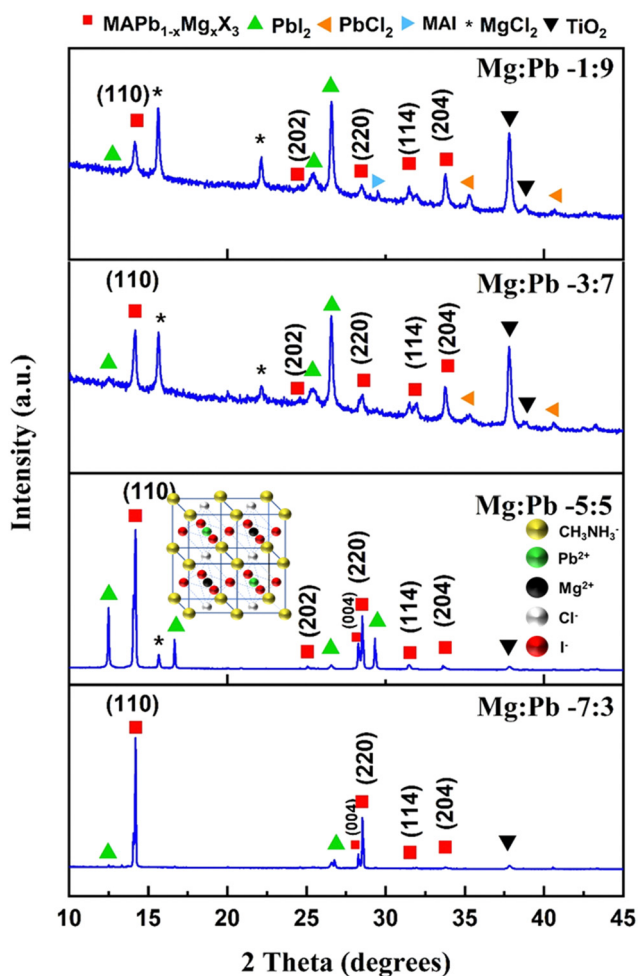 MAPb₁₋ₓMgₓX₃ PbI₂ PbCl₂ MAI * MgCl₂ TiO₂
Mg:Pb -1:9
(110) * * (202) (220) (114) (204)
Mg:Pb -3:7
(110) * * (202) (220) (114) (204)
Mg:Pb -5:5
(110) * (202) (004) (220) (114) (204)
CH₃NH₃⁻
Pb²⁺
Mg²⁺
Cl⁻
I⁻
Mg:Pb -7:3
(110) (004) (220) (114) (204)
Intensity (a.u.)
10 15 20 25 30 35 40 45
2 Theta (degrees)